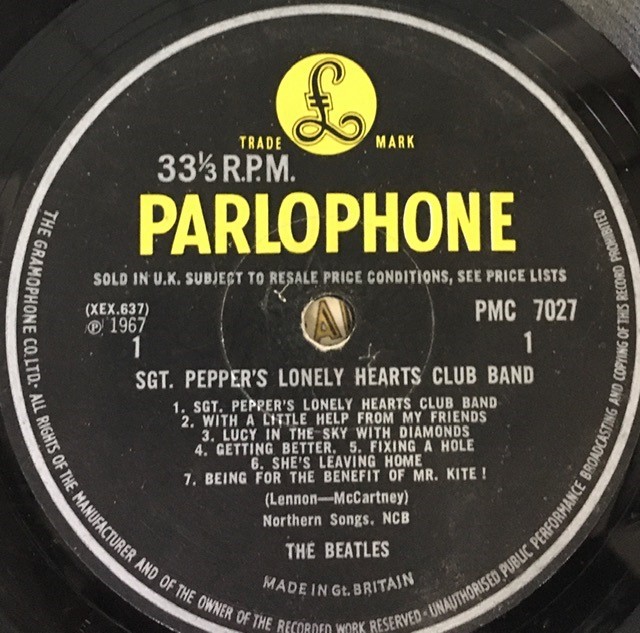 £
TRADE MARK
33⅓ R.P.M.
PARLOPHONE
SOLD IN U.K. SUBJECT TO RESALE PRICE CONDITIONS, SEE PRICE LISTS
(XEX.637)
℗ 1967
1
PMC 7027
1
A
SGT. PEPPER'S LONELY HEARTS CLUB BAND
1. SGT. PEPPER'S LONELY HEARTS CLUB BAND
2. WITH A LITTLE HELP FROM MY FRIENDS
3. LUCY IN THE SKY WITH DIAMONDS
4. GETTING BETTER. 5. FIXING A HOLE
6. SHE'S LEAVING HOME
7. BEING FOR THE BENEFIT OF MR. KITE !
(Lennon—McCartney)
Northern Songs. NCB
THE BEATLES
MADE IN Gt. BRITAIN
THE GRAMOPHONE CO. LTD. · ALL RIGHTS OF THE MANUFACTURER AND OF THE OWNER OF THE RECORDED WORK RESERVED · UNAUTHORISED PUBLIC PERFORMANCE BROADCASTING AND COPYING OF THIS RECORD PROHIBITED